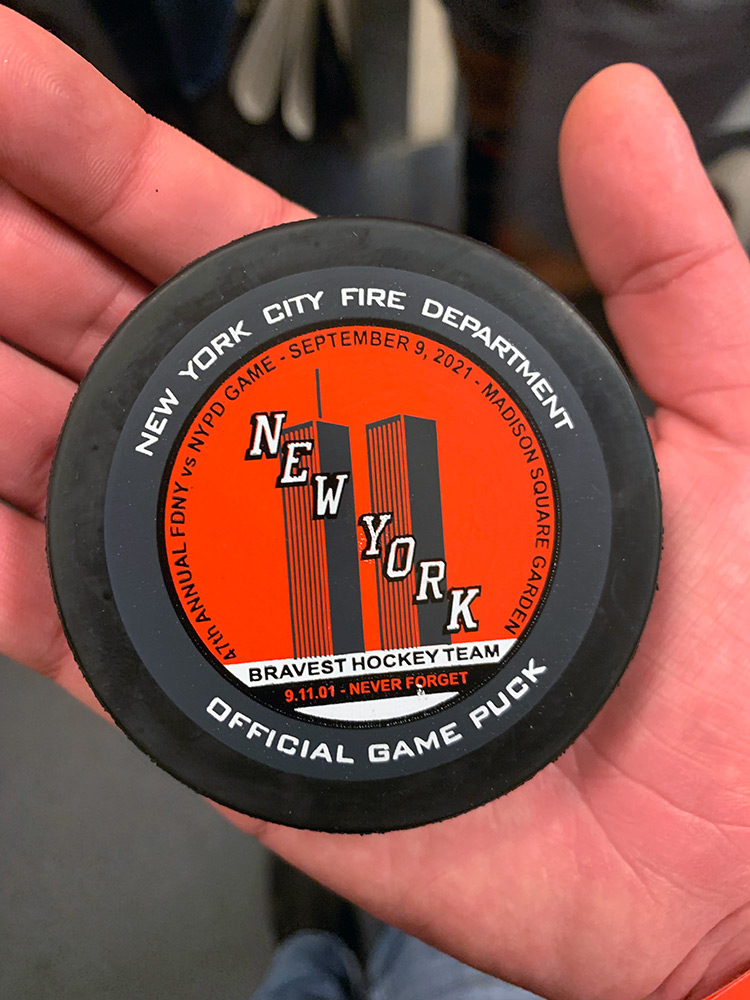 NEW YORK CITY FIRE DEPARTMENT
47th ANNUAL FDNY vs NYPD GAME - SEPTEMBER 9, 2021 - MADISON SQUARE GARDEN
NEW YORK
BRAVEST HOCKEY TEAM
9.11.01 - NEVER FORGET
OFFICIAL GAME PUCK